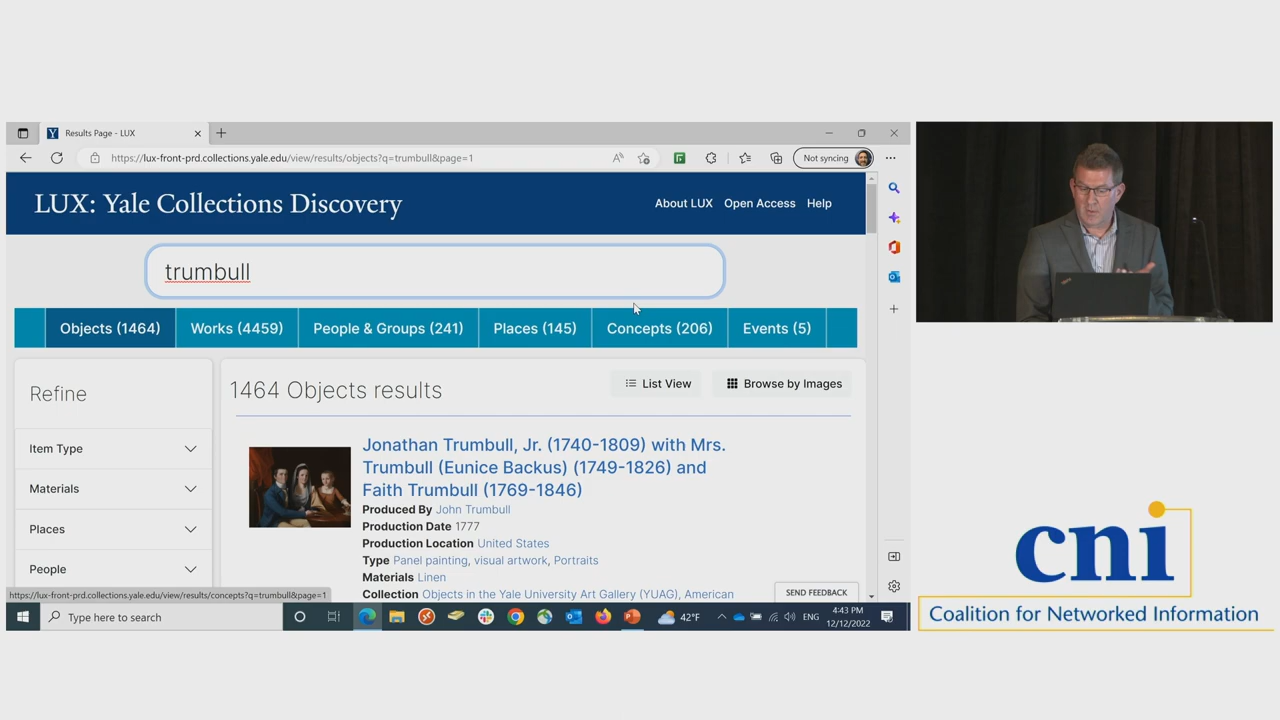 Results Page - LUX
https://lux-front-prd.collections.yale.edu/view/results/objects?q=trumbull&page=1
Not syncing
LUX: Yale Collections Discovery
About LUX
Open Access
Help
trumbull
Objects (1464)
Works (4459)
People & Groups (241)
Places (145)
Concepts (206)
Events (5)
Refine
Item Type
Materials
Places
People
1464 Objects results
List View
Browse by Images
Jonathan Trumbull, Jr. (1740-1809) with Mrs.
Trumbull (Eunice Backus) (1749-1826) and
Faith Trumbull (1769-1846)
Produced By John Trumbull
Production Date 1777
Production Location United States
Type Panel painting, visual artwork, Portraits
Materials Linen
Collection Objects in the Yale University Art Gallery (YUAG), American
SEND FEEDBACK
https://lux-front-prd.collections.yale.edu/view/results/concepts?q=trumbull&page=1
Type here to search
42°F
ENG
4:43 PM
12/12/2022
cni
Coalition for Networked Information